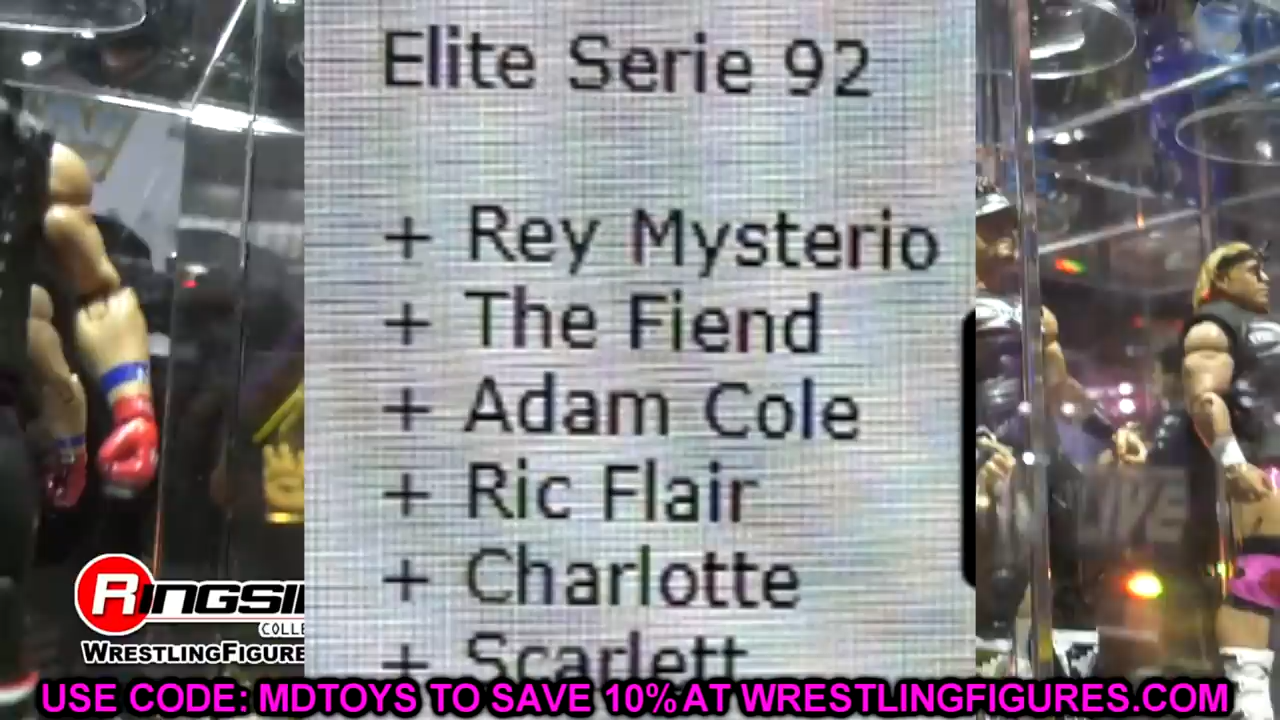 Elite Serie 92
+ Rey Mysterio
+ The Fiend
+ Adam Cole
+ Ric Flair
+ Charlotte
+ Scarlett
LIVE
RINGSI
COLLE
WRESTLINGFIGURE
USE CODE: MDTOYS TO SAVE 10% AT WRESTLINGFIGURES.COM